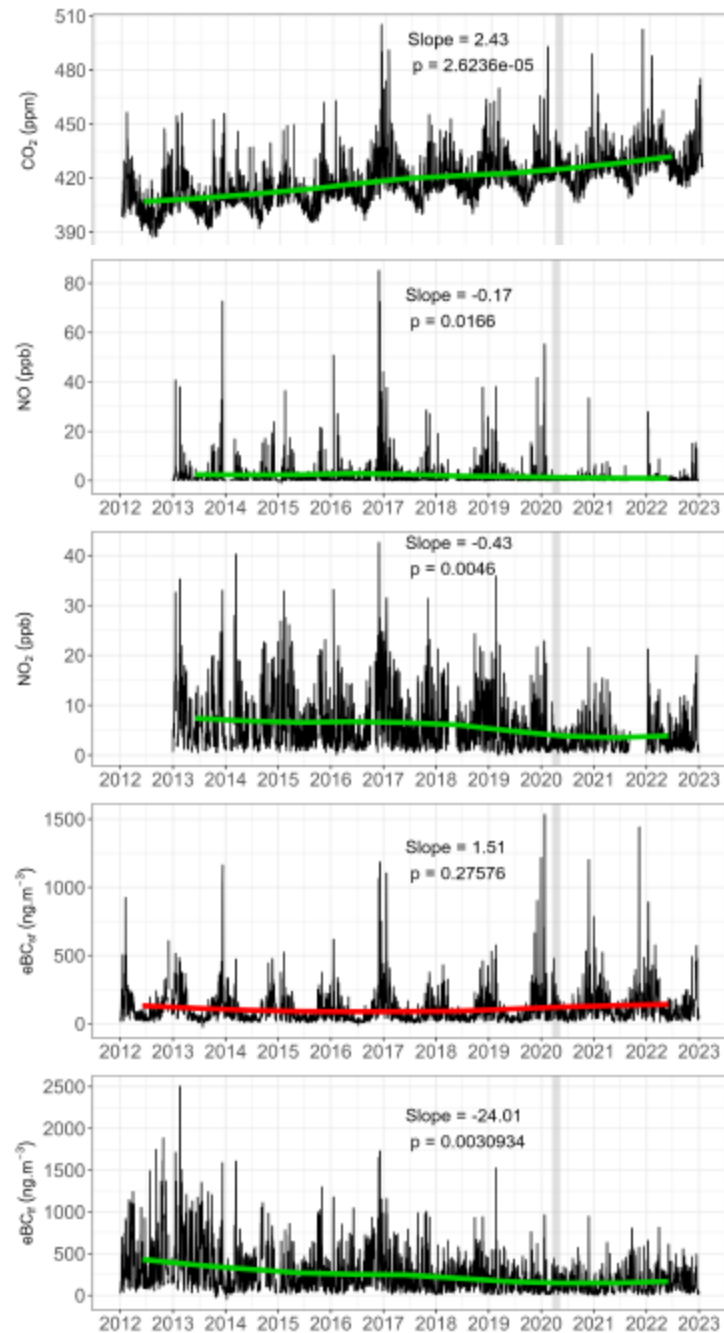 510
480
450
420
390
CO₂ (ppm)
Slope = 2.43
p = 2.6236e-05
80
60
40
20
0
NO (ppb)
Slope = -0.17
p = 0.0166
2012 2013 2014 2015 2016 2017 2018 2019 2020 2021 2022 2023
40
30
20
10
0
NO₂ (ppb)
Slope = -0.43
p = 0.0046
2012 2013 2014 2015 2016 2017 2018 2019 2020 2021 2022 2023
1500
1000
500
0
eBC (ng.m⁻³)
Slope = 1.51
p = 0.27576
2012 2013 2014 2015 2016 2017 2018 2019 2020 2021 2022 2023
2500
2000
1500
1000
500
0
eBC (ng.m⁻³)
Slope = -24.01
p = 0.0030934
2012 2013 2014 2015 2016 2017 2018 2019 2020 2021 2022 2023